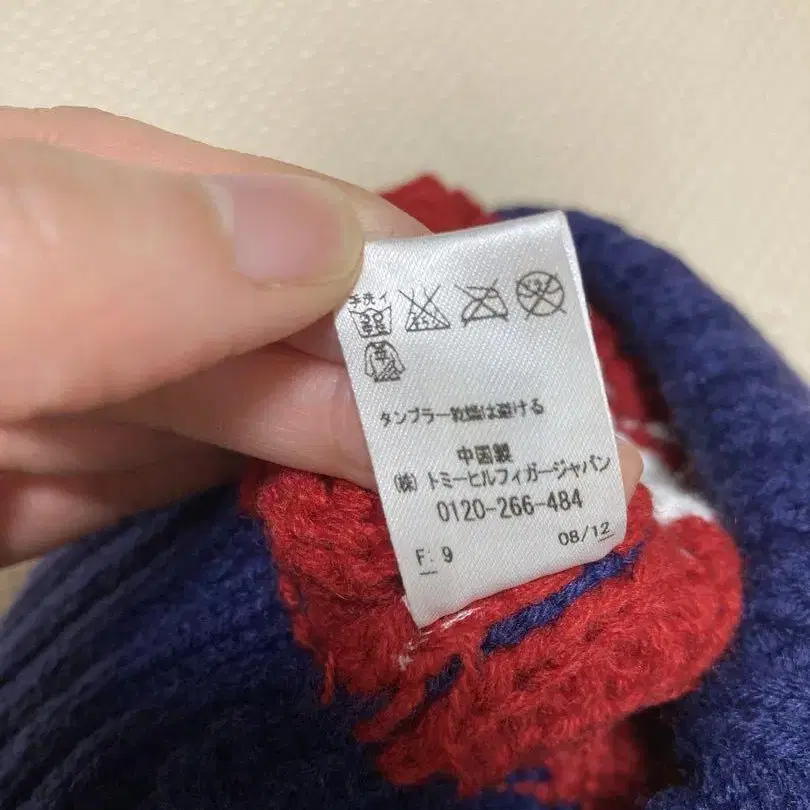 手洗イ
タンブラー乾燥は避ける
中国製
(株) トミーヒルフィガージャパン
0120-266-484
F: 9 08/12